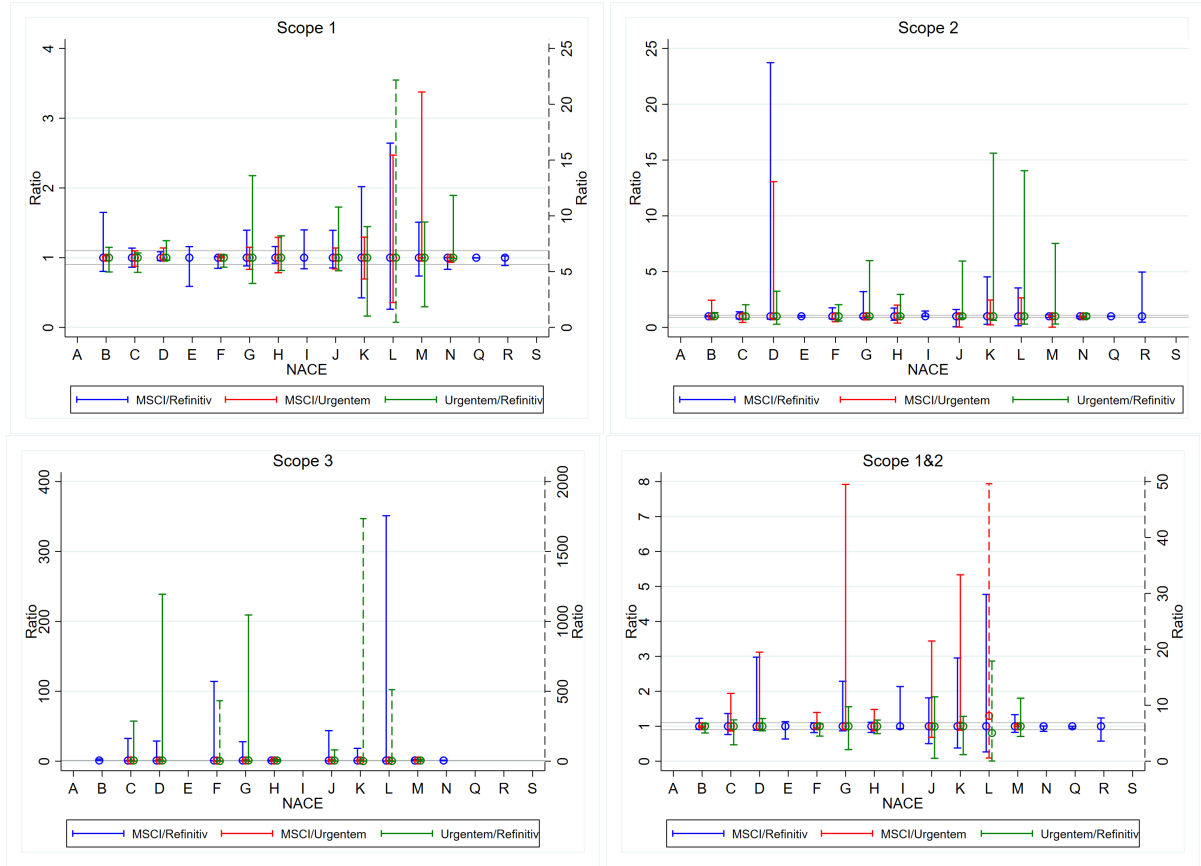 Scope 1
4
3
2
1
0
Ratio
25
20
15
10
5
0
Ratio
A B C D E F G H I J K L M N Q R S
NACE
MSCI/Refinitiv MSCI/Urgentem Urgentem/Refinitiv
Scope 2
25
20
15
10
5
0
Ratio
A B C D E F G H I J K L M N Q R S
NACE
MSCI/Refinitiv MSCI/Urgentem Urgentem/Refinitiv
Scope 3
400
300
200
100
0
Ratio
2000
1500
1000
500
0
Ratio
A B C D E F G H I J K L M N Q R S
NACE
MSCI/Refinitiv MSCI/Urgentem Urgentem/Refinitiv
Scope 1&2
8
7
6
5
4
3
2
1
0
Ratio
50
40
30
20
10
0
Ratio
A B C D E F G H I J K L M N Q R S
NACE
MSCI/Refinitiv MSCI/Urgentem Urgentem/Refinitiv